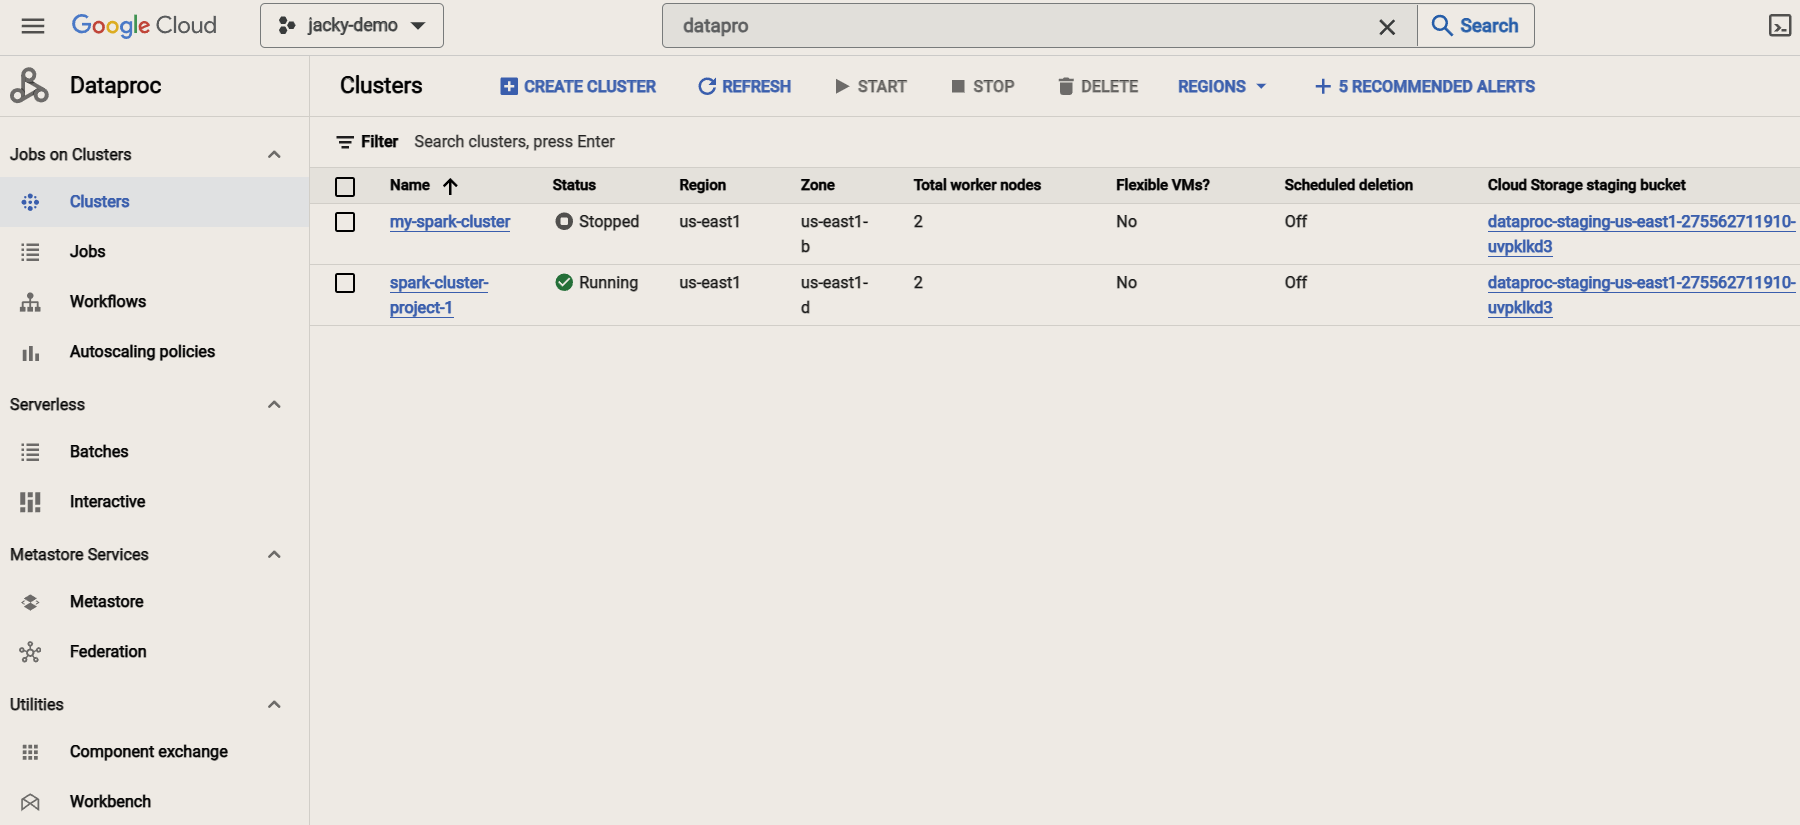 Google Cloud
jacky-demo
datapro
Search
Dataproc
Clusters
CREATE CLUSTER
REFRESH
START
STOP
DELETE
REGIONS
5 RECOMMENDED ALERTS
Jobs on Clusters
Clusters
Jobs
Workflows
Autoscaling policies
Serverless
Batches
Interactive
Metastore Services
Metastore
Federation
Utilities
Component exchange
Workbench
Filter Search clusters, press Enter
Name Status Region Zone Total worker nodes Flexible VMs? Scheduled deletion Cloud Storage staging bucket
my-spark-cluster Stopped us-east1 us-east1- 2 No Off dataproc-staging-us-east1-275562711910-
b uvpklkd3
spark-cluster- Running us-east1 us-east1- 2 No Off dataproc-staging-us-east1-275562711910-
project-1 d uvpklkd3